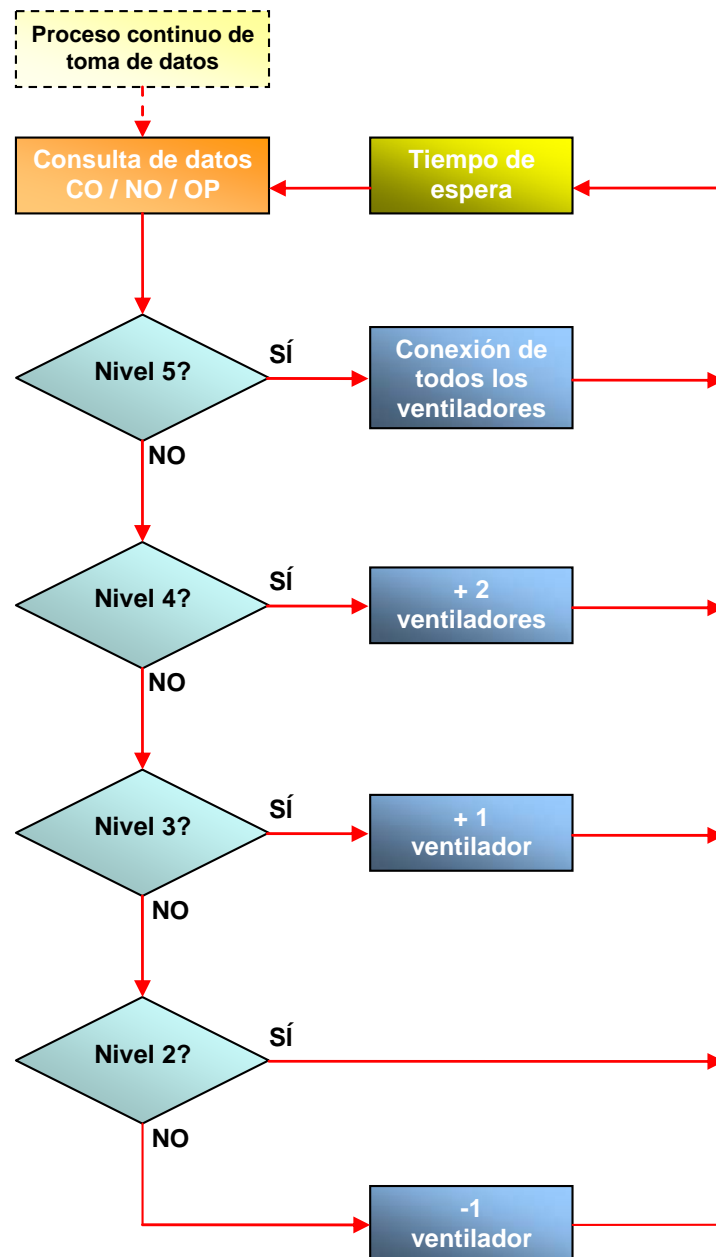 Proceso continuo de
toma de datos
Consulta de datos
CO / NO / OP
Tiempo de
espera
Nivel 5?
SÍ
Conexión de
todos los
ventiladores
NO
Nivel 4?
SÍ
+ 2
ventiladores
NO
Nivel 3?
SÍ
+ 1
ventilador
NO
Nivel 2?
SÍ
NO
-1
ventilador